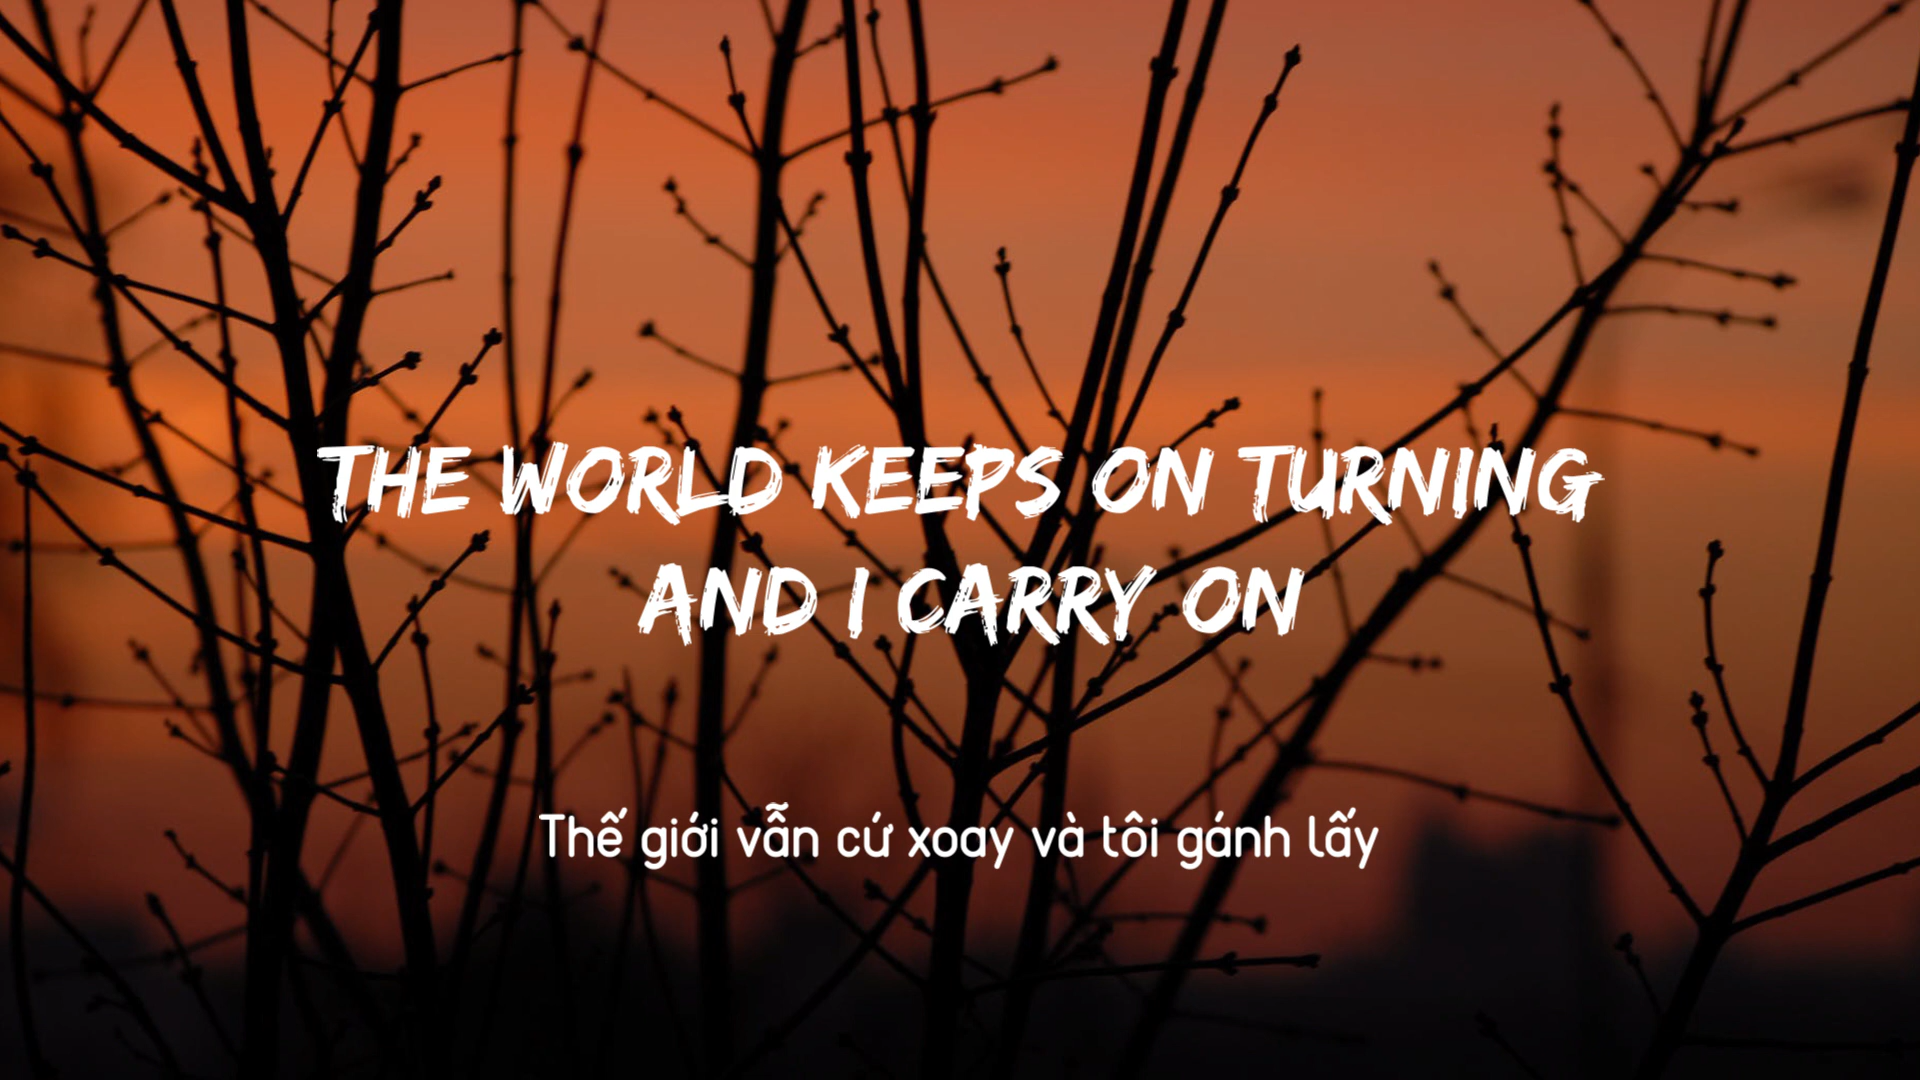 THE WORLD KEEPS ON TURNING
AND I CARRY ON
Thế giới vẫn cứ xoay và tôi gánh lấy